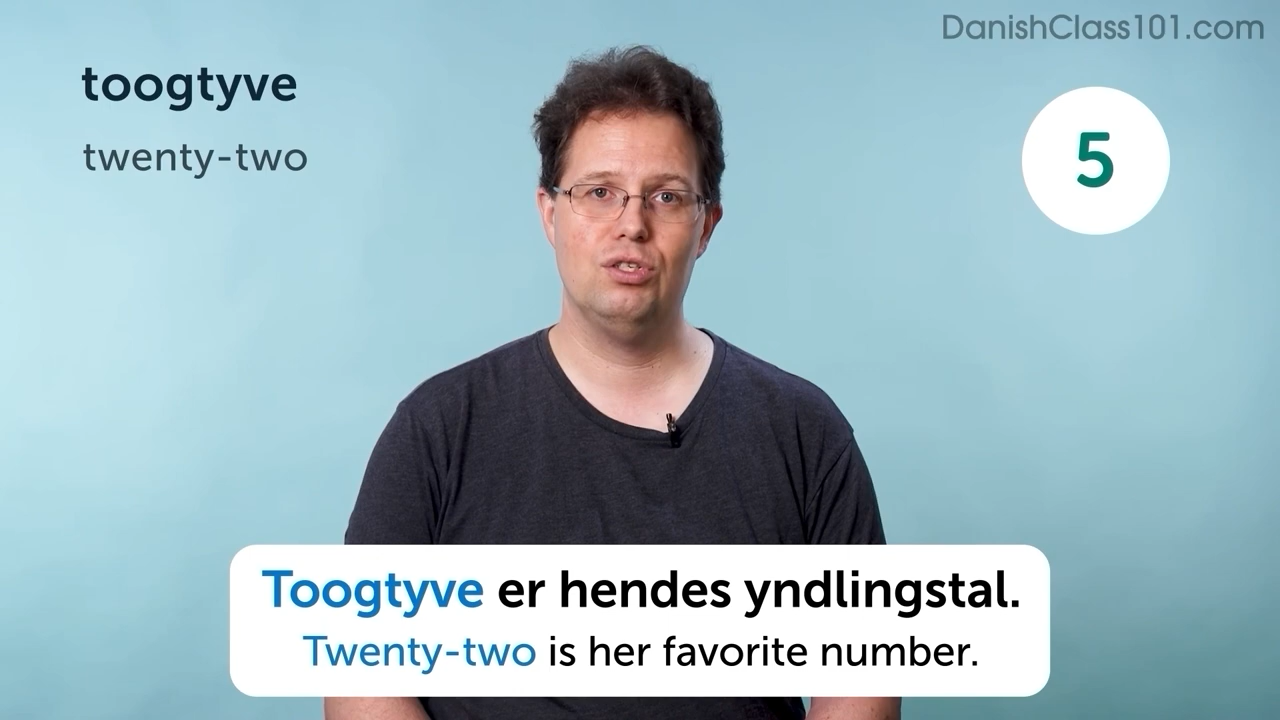 DanishClass101.com
toogtyve
twenty-two
5
Toogtyve er hendes yndlingstal.
Twenty-two is her favorite number.